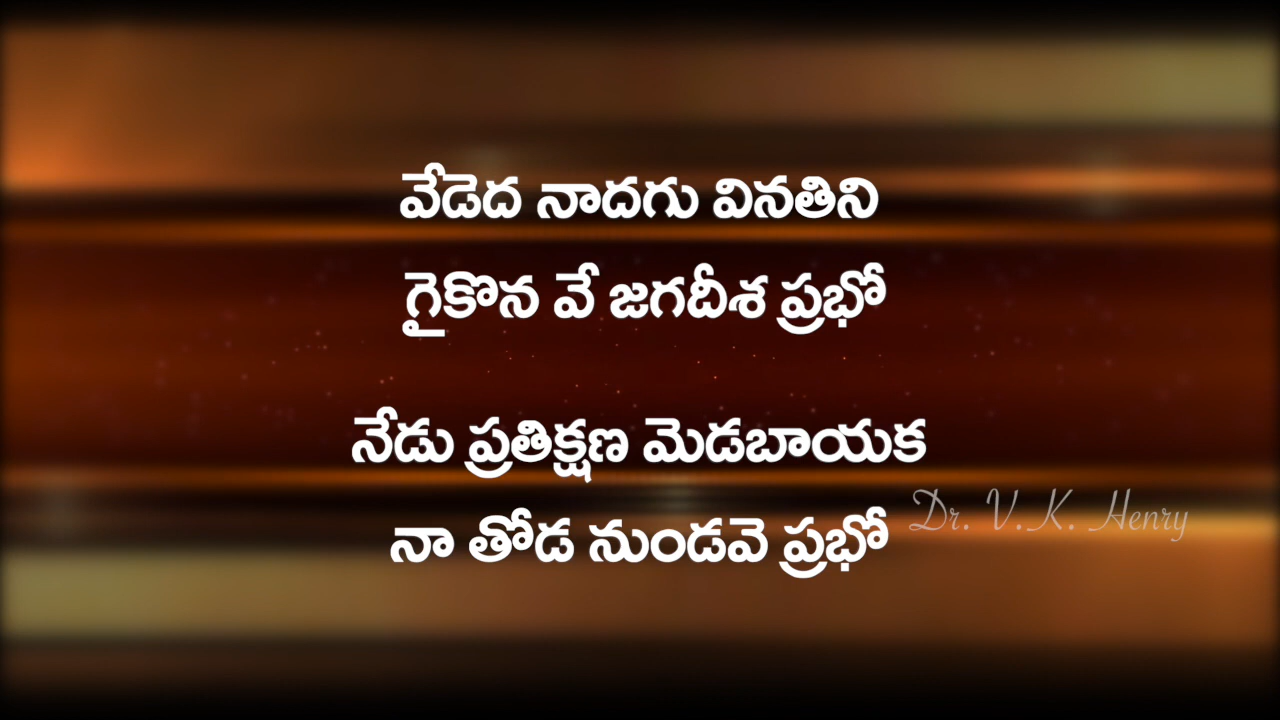 వేడెద నాదగు వినతిని
గైకొన వే జగదీశ ప్రభో
నేడు ప్రతిక్షణ మెడబాయక
నా తోడ నుండవె ప్రభో
Dr. V. K. Henry